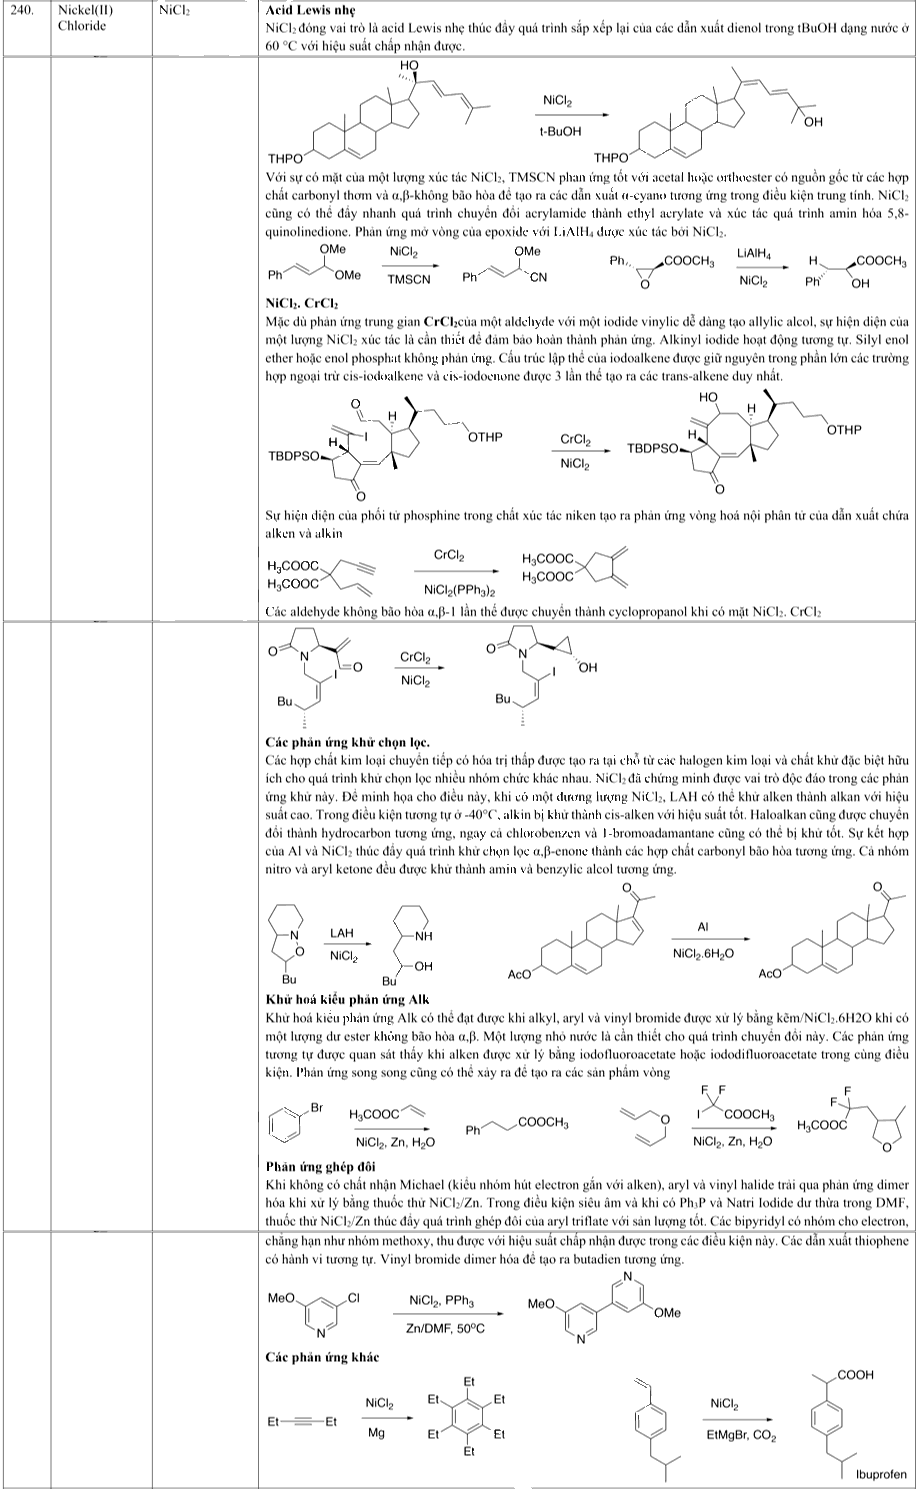 240. Nickel(II) NiCl₂ Acid Lewis nhẹ
Chloride
NiCl₂ đóng vai trò là acid Lewis nhẹ thúc đẩy quá trình sắp xếp lại của các dẫn xuất dienol trong tBuOH dạng nước ở
60 °C với hiệu suất chấp nhận được.
HO
NiCl₂
t-BuOH
OH
THPO
THPO
Với sự có mặt của một lượng xúc tác NiCl₂, TMSCN phản ứng tốt với acetal hoặc orthoester có nguồn gốc từ các hợp
chất carbonyl thơm và α,β-không bão hòa để tạo ra các dẫn xuất α-cyano tương ứng trong điều kiện trung tính. NiCl₂
cũng có thể đẩy nhanh quá trình chuyển đổi acrylamide thành ethyl acrylate và xúc tác quá trình amin hóa 5,8-
quinolinedione. Phản ứng mở vòng của epoxide với LiAlH₄ được xúc tác bởi NiCl₂.
OMe
Ph
OMe
NiCl₂
TMSCN
OMe
Ph
CN
Ph
COOCH₃
O
LiAlH₄
NiCl₂
H
COOCH₃
Ph
OH
NiCl₂. CrCl₂
Mặc dù phản ứng trung gian CrCl₂của một aldehyde với một iodide vinylic dễ dàng tạo allylic alcol, sự hiện diện của
một lượng NiCl₂ xúc tác là cần thiết để đảm bảo hoàn thành phản ứng. Alkinyl iodide hoạt động tương tự. Silyl enol
ether hoặc enol phosphat không phản ứng. Cấu trúc lập thể của iodoalkene được giữ nguyên trong phần lớn các trường
hợp ngoại trừ cis-iodoalkene và cis-iodoenone được 3 lần thế tạo ra các trans-alkene duy nhất.
O
H
I
H
OTHP
TBDPSO
O
CrCl₂
NiCl₂
HO
H
H
OTHP
TBDPSO
O
Sự hiện diện của phối tử phosphine trong chất xúc tác niken tạo ra phản ứng vòng hoá nội phân tử của dẫn xuất chứa
alken và alkin
H₃COOC
H₃COOC
CrCl₂
NiCl₂(PPh₃)₂
H₃COOC
H₃COOC
Các aldehyde không bão hòa α,β-1 lần thế được chuyển thành cyclopropanol khi có mặt NiCl₂. CrCl₂
O
N
I
O
Bu
CrCl₂
NiCl₂
O
N
I
OH
Bu
Các phản ứng khử chọn lọc.
Các hợp chất kim loại chuyển tiếp có hóa trị thấp được tạo ra tại chỗ từ các halogen kim loại và chất khử đặc biệt hữu
ích cho quá trình khử chọn lọc nhiều nhóm chức khác nhau. NiCl₂ đã chứng minh được vai trò độc đáo trong các phản
ứng khử này. Để minh họa cho điều này, khi có một đương lượng NiCl₂, LAH có thể khử alken thành alkan với hiệu
suất cao. Trong điều kiện tương tự ở -40°C, alkin bị khử thành cis-alken với hiệu suất tốt. Haloalkan cũng được chuyển
đổi thành hydrocarbon tương ứng, ngay cả chlorobenzen và 1-bromoadamantane cũng có thể bị khử tốt. Sự kết hợp
của Al và NiCl₂ thúc đẩy quá trình khử chọn lọc α,β-enone thành các hợp chất carbonyl bão hòa tương ứng. Cả nhóm
nitro và aryl ketone đều được khử thành amin và benzylic alcol tương ứng.
N
O
Bu
LAH
NiCl₂
NH
OH
Bu
O
AcO
Al
NiCl₂.6H₂O
O
AcO
Khử hoá kiểu phản ứng Alk
Khử hoá kiểu phản ứng Alk có thể đạt được khi alkyl, aryl và vinyl bromide được xử lý bằng kẽm/NiCl₂.6H2O khi có
một lượng dư ester không bão hòa α,β. Một lượng nhỏ nước là cần thiết cho quá trình chuyển đổi này. Các phản ứng
tương tự được quan sát thấy khi alken được xử lý bằng iodofluoroacetate hoặc iododifluoroacetate trong cùng điều
kiện. Phản ứng song song cũng có thể xảy ra để tạo ra các sản phẩm vòng
Br
H₃COOC
NiCl₂, Zn, H₂O
Ph
COOCH₃
O
F F
I
COOCH₃
NiCl₂, Zn, H₂O
F
F
H₃COOC
O
Phản ứng ghép đôi
Khi không có chất nhận Michael (kiểu nhóm hút electron gắn với alken), aryl và vinyl halide trải qua phản ứng dimer
hóa khi xử lý bằng thuốc thử NiCl₂/Zn. Trong điều kiện siêu âm và khi có Ph₃P và Natri Iodide dư thừa trong DMF,
thuốc thử NiCl₂/Zn thúc đẩy quá trình ghép đôi của aryl triflate với sản lượng tốt. Các bipyridyl có nhóm cho electron,
chẳng hạn như nhóm methoxy, thu được với hiệu suất chấp nhận được trong các điều kiện này. Các dẫn xuất thiophene
có hành vi tương tự. Vinyl bromide dimer hóa để tạo ra butadien tương ứng.
MeO
Cl
N
NiCl₂, PPh₃
Zn/DMF, 50⁰C
N
MeO
OMe
N
Các phản ứng khác
Et
Et
NiCl₂
Mg
Et
Et
Et
Et
Et
Et
NiCl₂
EtMgBr, CO₂
COOH
Ibuprofen